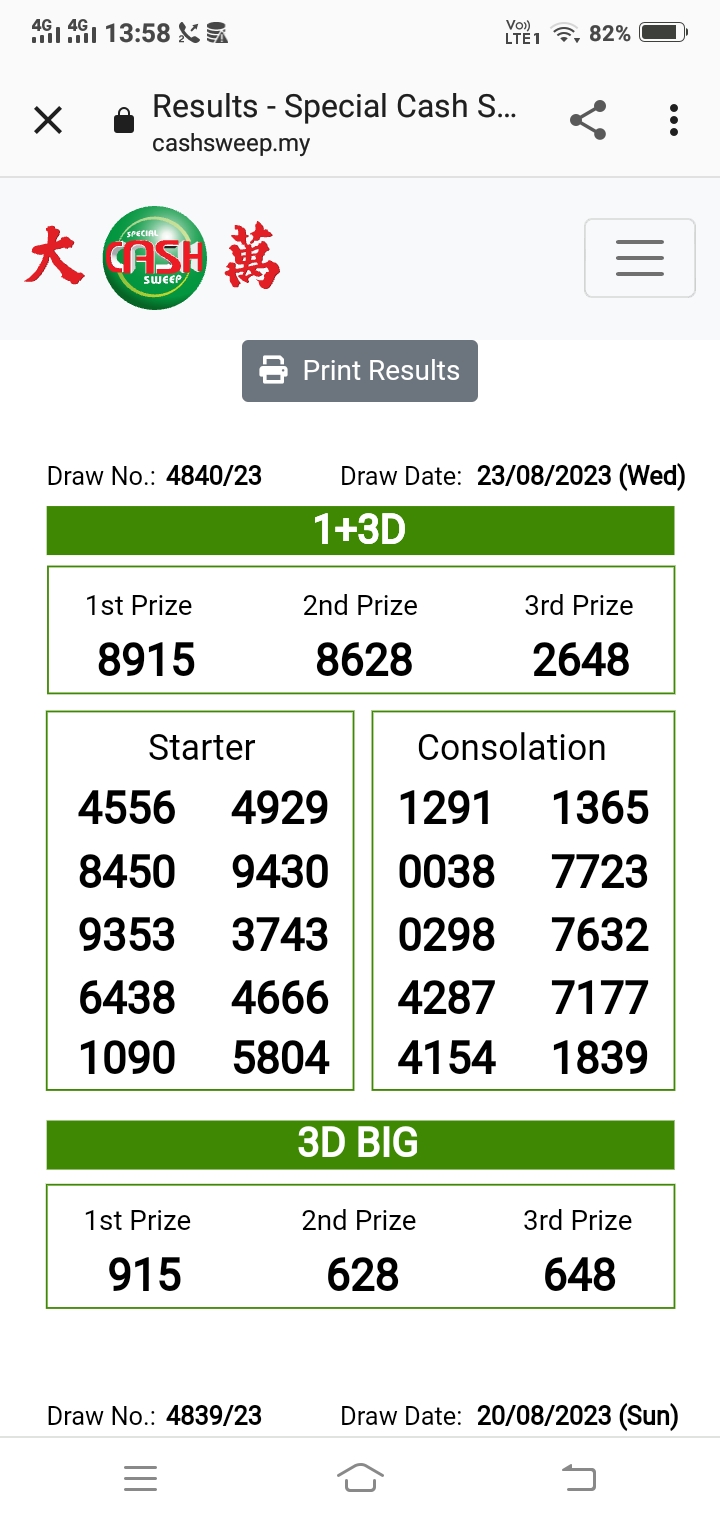 4G 4G 13:58 2 Vo)) LTE1 82%
Results - Special Cash S...
cashsweep.my
大 SPECIAL CASH SWEEP 萬
Print Results
Draw No.: 4840/23 Draw Date: 23/08/2023 (Wed)
1+3D
1st Prize 2nd Prize 3rd Prize
8915 8628 2648
Starter Consolation
4556 4929 1291 1365
8450 9430 0038 7723
9353 3743 0298 7632
6438 4666 4287 7177
1090 5804 4154 1839
3D BIG
1st Prize 2nd Prize 3rd Prize
915 628 648
Draw No.: 4839/23 Draw Date: 20/08/2023 (Sun)